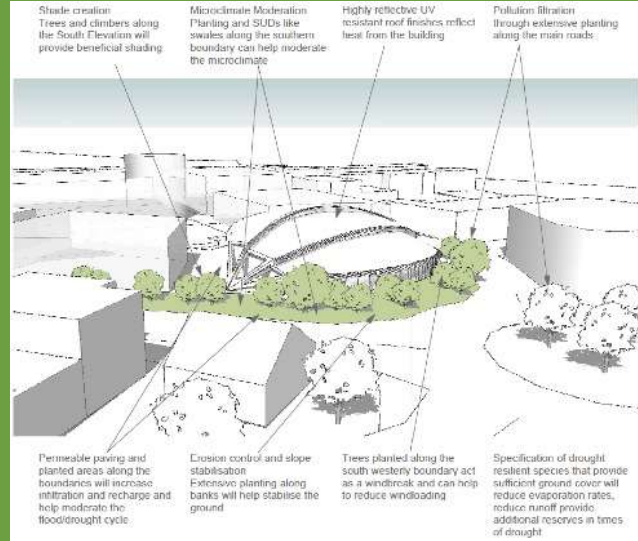 Shade creation
Trees and climbers along
the South Elevation will
provide beneficial shading
Microclimate Moderation
Planting and SUDs like
swales along the southern
boundary can help moderate
the microclimate
Highly reflective UV
resistant roof finishes reflect
heat from the building
Pollution filtration
through extensive planting
along the main roads
Permeable paving and
planted areas along the
boundaries will increase
infiltration and recharge and
help moderate the
flood/drought cycle
Erosion control and slope
stabilisation
Extensive planting along
banks will help stabilise the
ground
Trees planted along the
south westerly boundary act
as a windbreak and can help
to reduce windloading
Specification of drought
resilient species that provide
sufficient ground cover will
reduce evaporation rates,
reduce runoff provide
additional reserves in times
of drought